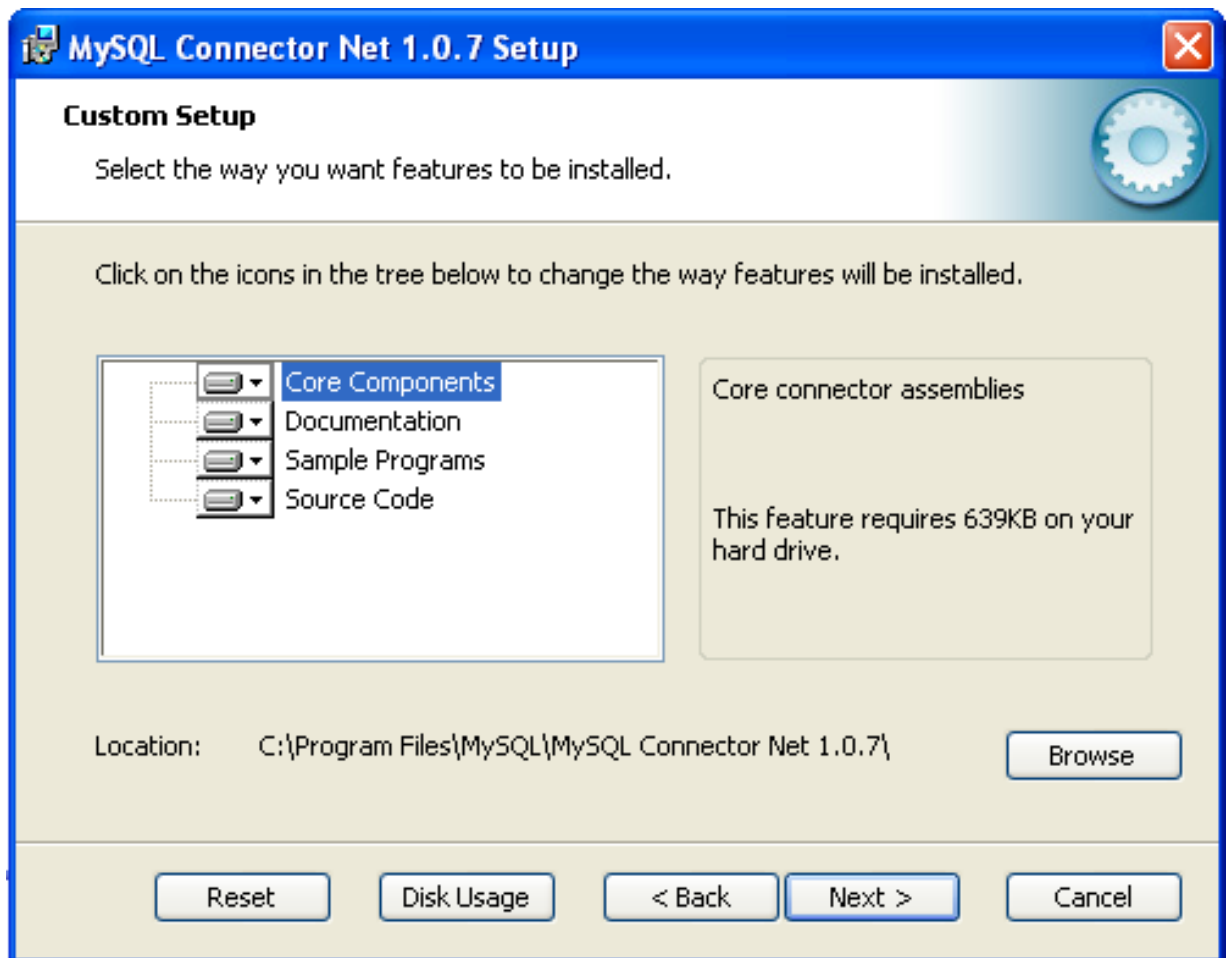 MySQL Connector Net 1.0.7 Setup
Custom Setup
Select the way you want features to be installed.
Click on the icons in the tree below to change the way features will be installed.
Core Components
Documentation
Sample Programs
Source Code
Core connector assemblies
This feature requires 639KB on your
hard drive.
Location: C:\Program Files\MySQL\MySQL Connector Net 1.0.7\
Browse
Reset Disk Usage < Back Next > Cancel